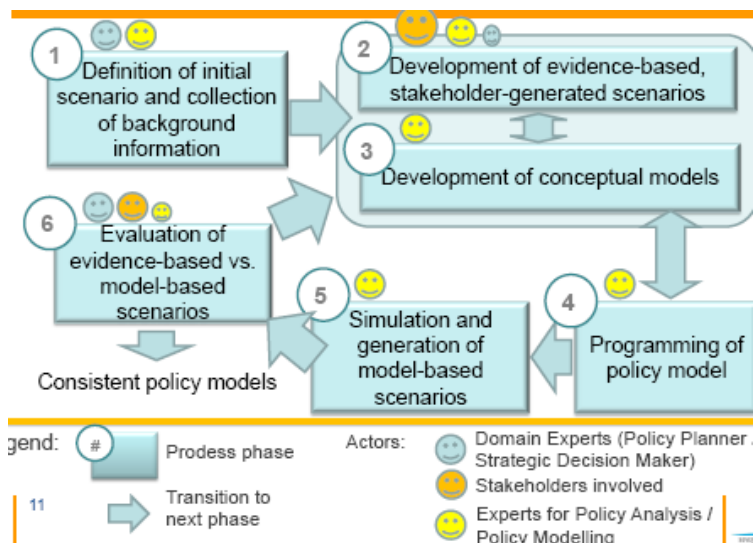 1
Definition of initial
scenario and collection
of background
information
2
Development of evidence-based,
stakeholder-generated scenarios
3
Development of conceptual models
6
Evaluation of
evidence-based vs.
model-based
scenarios
5
Simulation and
generation of
model-based
scenarios
4
Programming of
policy model
Consistent policy models
gend:
#
Prodess phase
Transition to
next phase
11
Actors:
Domain Experts (Policy Planner
Strategic Decision Maker)
Stakeholders involved
Experts for Policy Analysis /
Policy Modelling